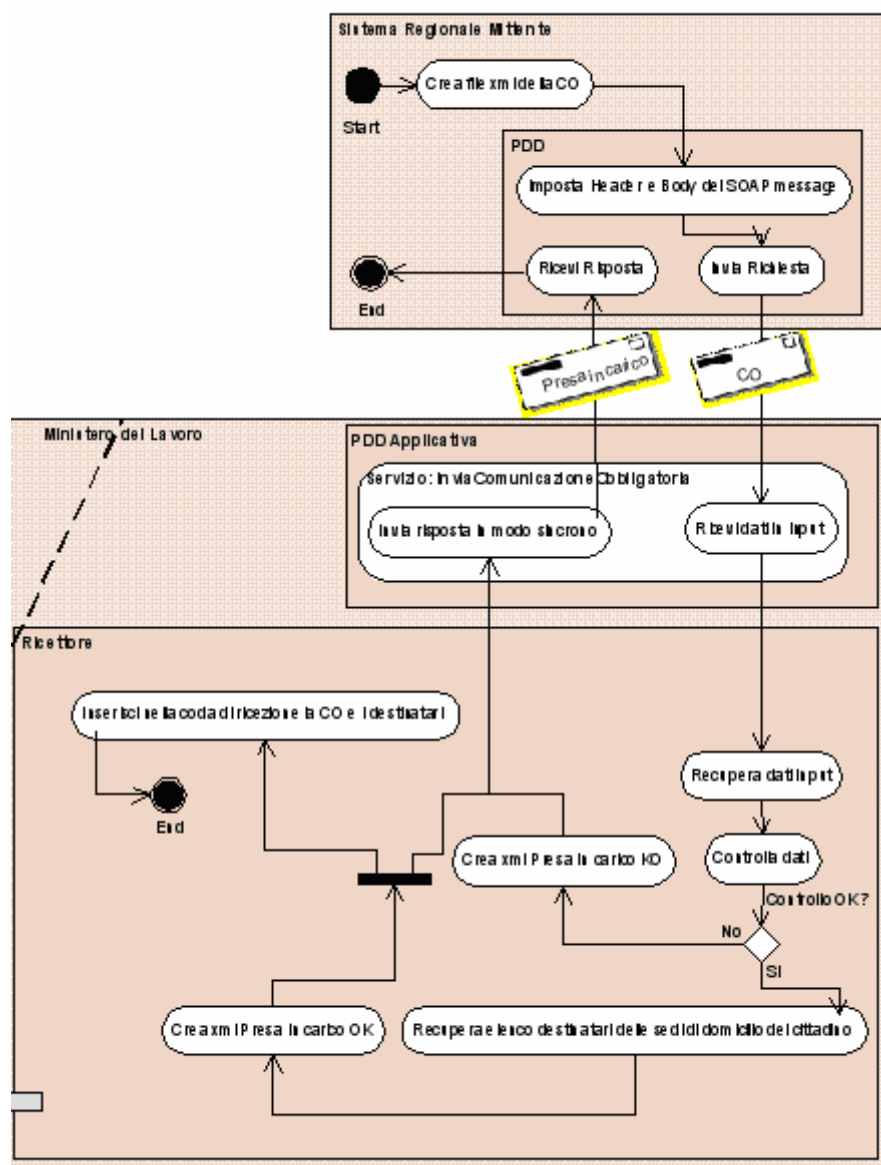 Sistema Regionale Mittente
Crea file xml della CO
Start
PDD
Imposta Header e Body del SOAP message
Ricevi Risposta
Invia Richiesta
End
Presa in carico
CO
Ministero del Lavoro
PDD Applicativa
Servizio: InviaComunicazioneObbligatoria
Invia risposta in modo sincrono
Ricevi dati in input
Ricettore
Inserisci nella coda di ricezione la CO e i destinatari
Recupera dati input
End
Crea xml Presa in carico KO
Controlla dati
Controllo OK?
No
SI
Crea xml Presa in carico OK
Recupera elenco destinatari delle sedi di domicilio del cittadino